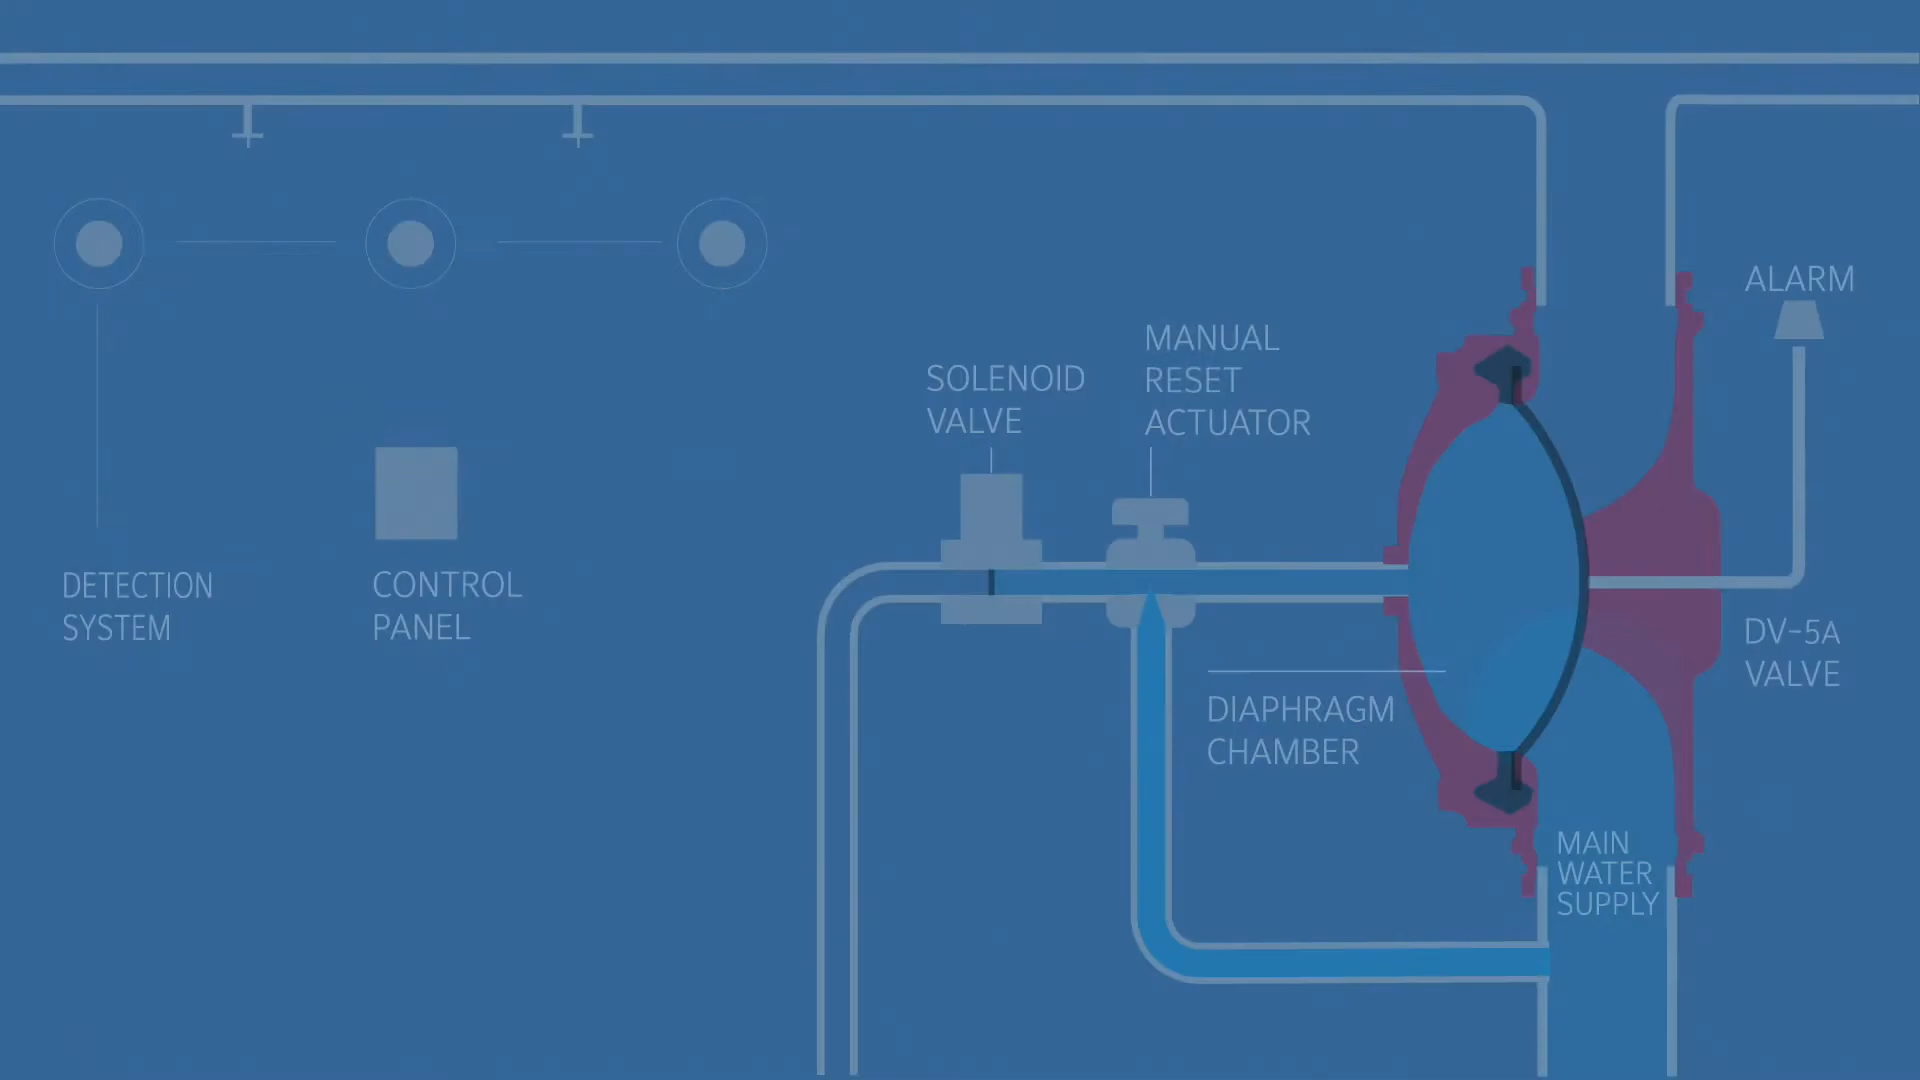 ALARM
MANUAL
RESET
ACTUATOR
SOLENOID
VALVE
DETECTION
SYSTEM
CONTROL
PANEL
DV-5A
VALVE
DIAPHRAGM
CHAMBER
MAIN
WATER
SUPPLY